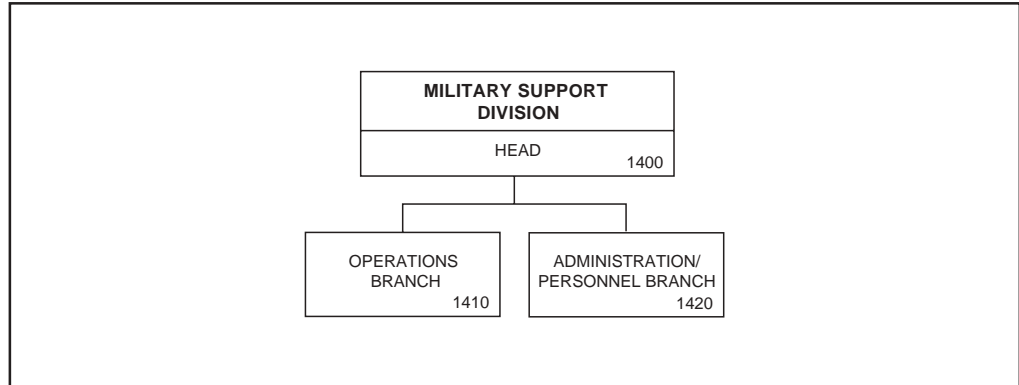 MILITARY SUPPORT
DIVISION
HEAD
1400
OPERATIONS
BRANCH
1410
ADMINISTRATION/
PERSONNEL BRANCH
1420